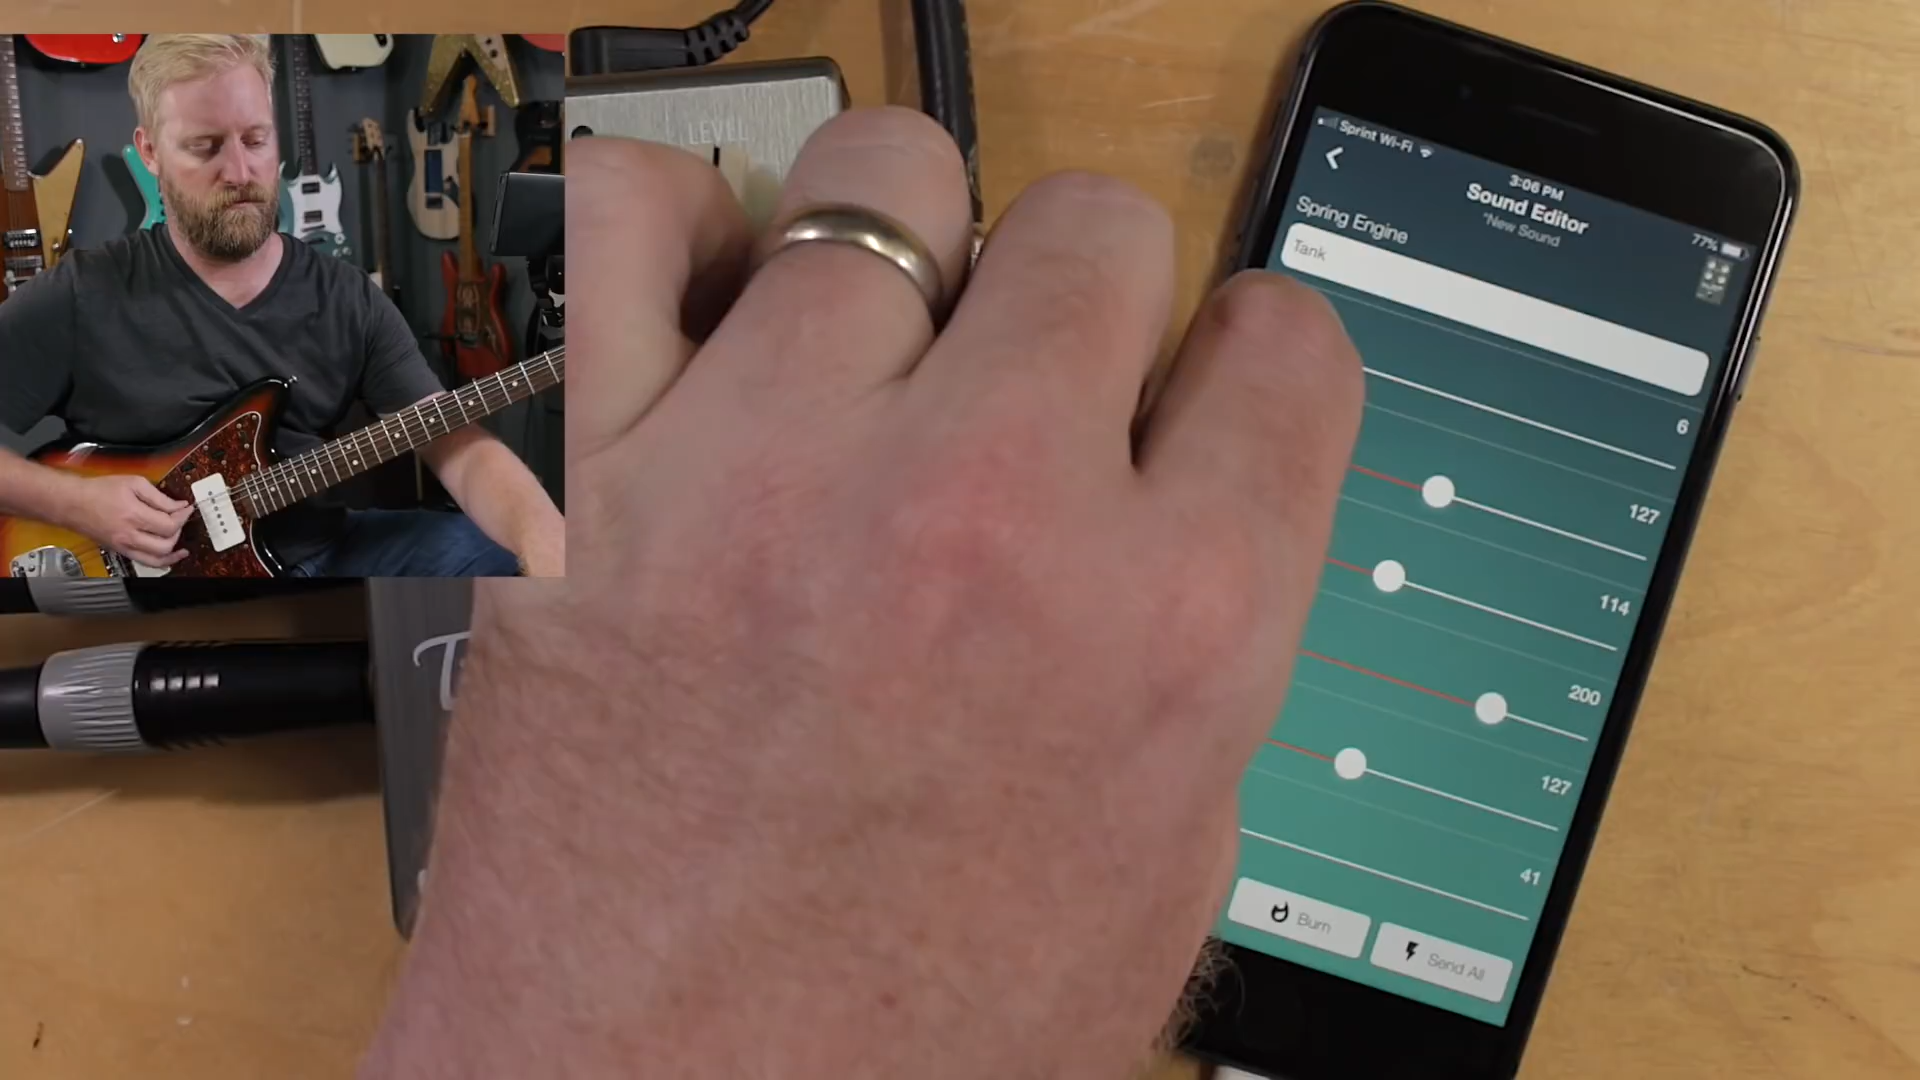 LEVEL
Sprint Wi-Fi
3:06 PM
77%
Sound Editor
*New Sound
Spring Engine
Tank
6
127
114
200
127
41
Burn
Send All